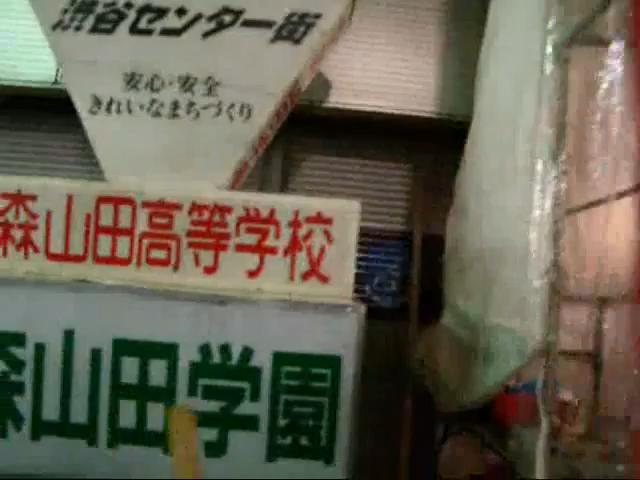 渋谷センター街
安心・安全
きれいなまちづくり
森山田高等学校
森山田学園